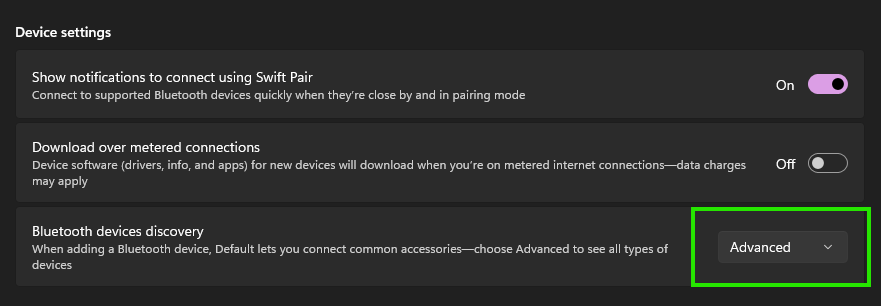 Device settings
Show notifications to connect using Swift Pair
On
Connect to supported Bluetooth devices quickly when they’re close by and in pairing mode
Download over metered connections
Device software (drivers, info, and apps) for new devices will download when you’re on metered internet connections—data charges
Off
may apply
Bluetooth devices discovery
When adding a Bluetooth device, Default lets you connect common accessories—choose Advanced to see all types of
devices
Advanced